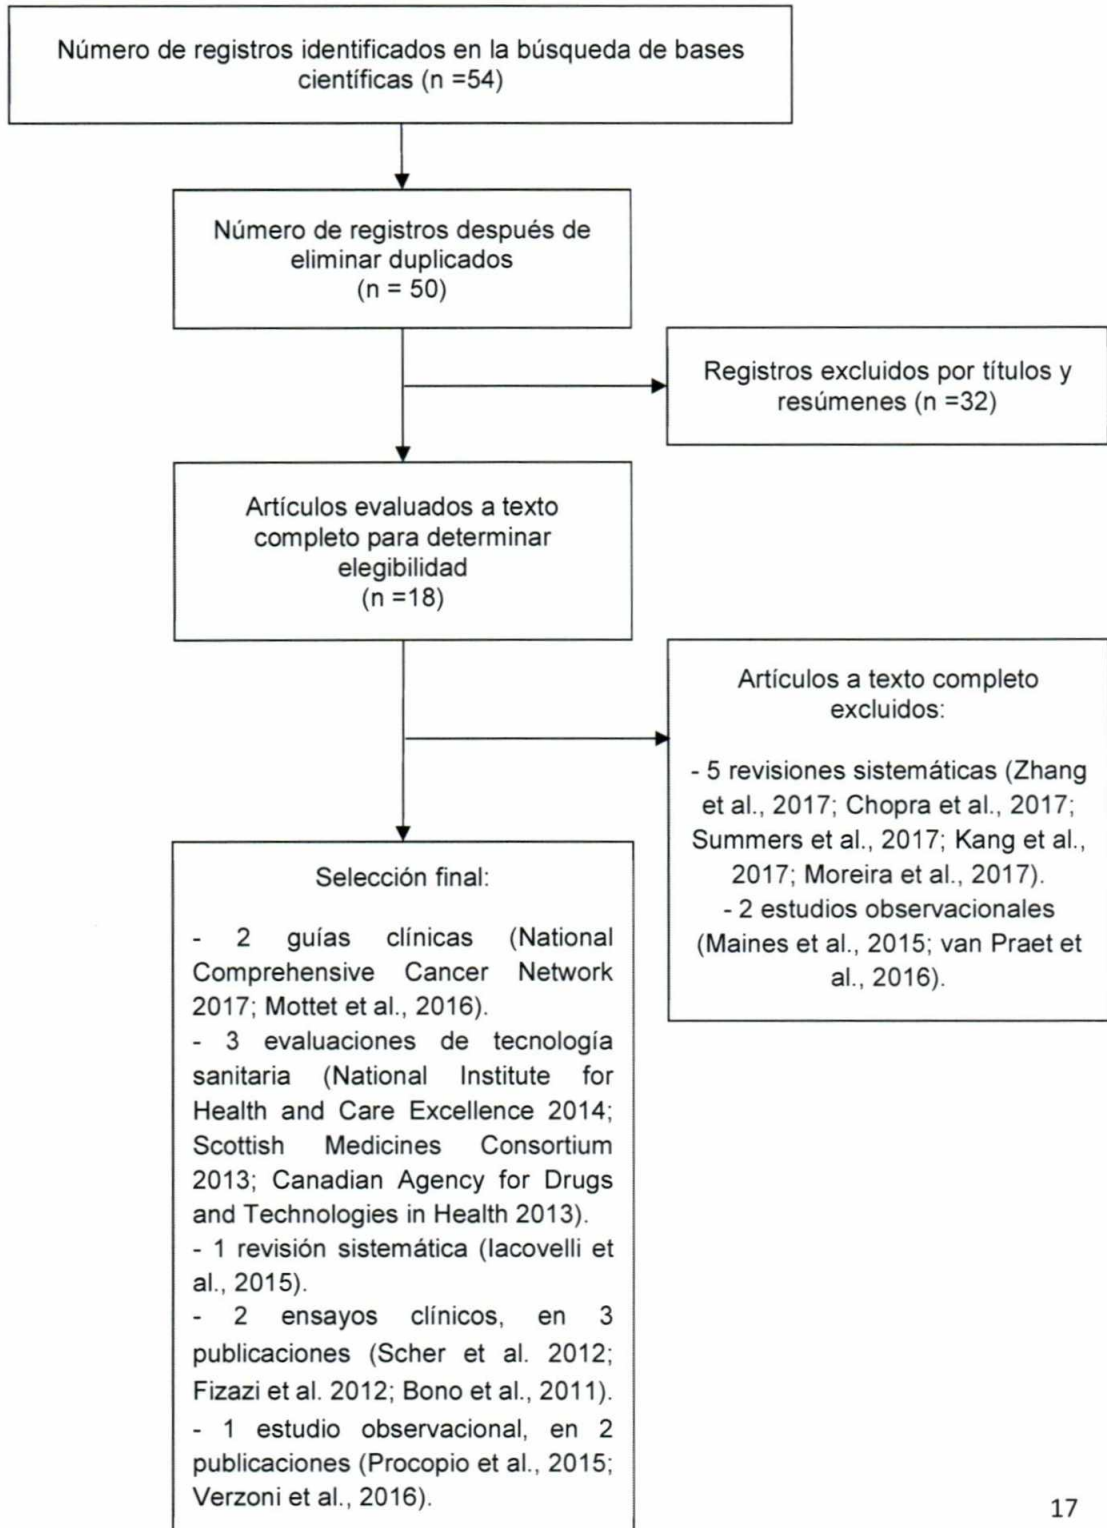 Número de registros identificados en la búsqueda de bases
científicas (n =54)
Número de registros después de
eliminar duplicados
(n = 50)
Registros excluidos por títulos y
resúmenes (n =32)
Artículos evaluados a texto
completo para determinar
elegibilidad
(n =18)
Artículos a texto completo
excluidos:
- 5 revisiones sistemáticas (Zhang
et al., 2017; Chopra et al., 2017;
Summers et al., 2017; Kang et al.,
2017; Moreira et al., 2017).
- 2 estudios observacionales
(Maines et al., 2015; van Praet et
al., 2016).
Selección final:
- 2 guías clínicas (National
Comprehensive Cancer Network
2017; Mottet et al., 2016).
- 3 evaluaciones de tecnología
sanitaria (National Institute for
Health and Care Excellence 2014;
Scottish Medicines Consortium
2013; Canadian Agency for Drugs
and Technologies in Health 2013).
- 1 revisión sistemática (Iacovelli et
al., 2015).
- 2 ensayos clínicos, en 3
publicaciones (Scher et al. 2012;
Fizazi et al. 2012; Bono et al., 2011).
- 1 estudio observacional, en 2
publicaciones (Procopio et al., 2015;
Verzoni et al., 2016).
17